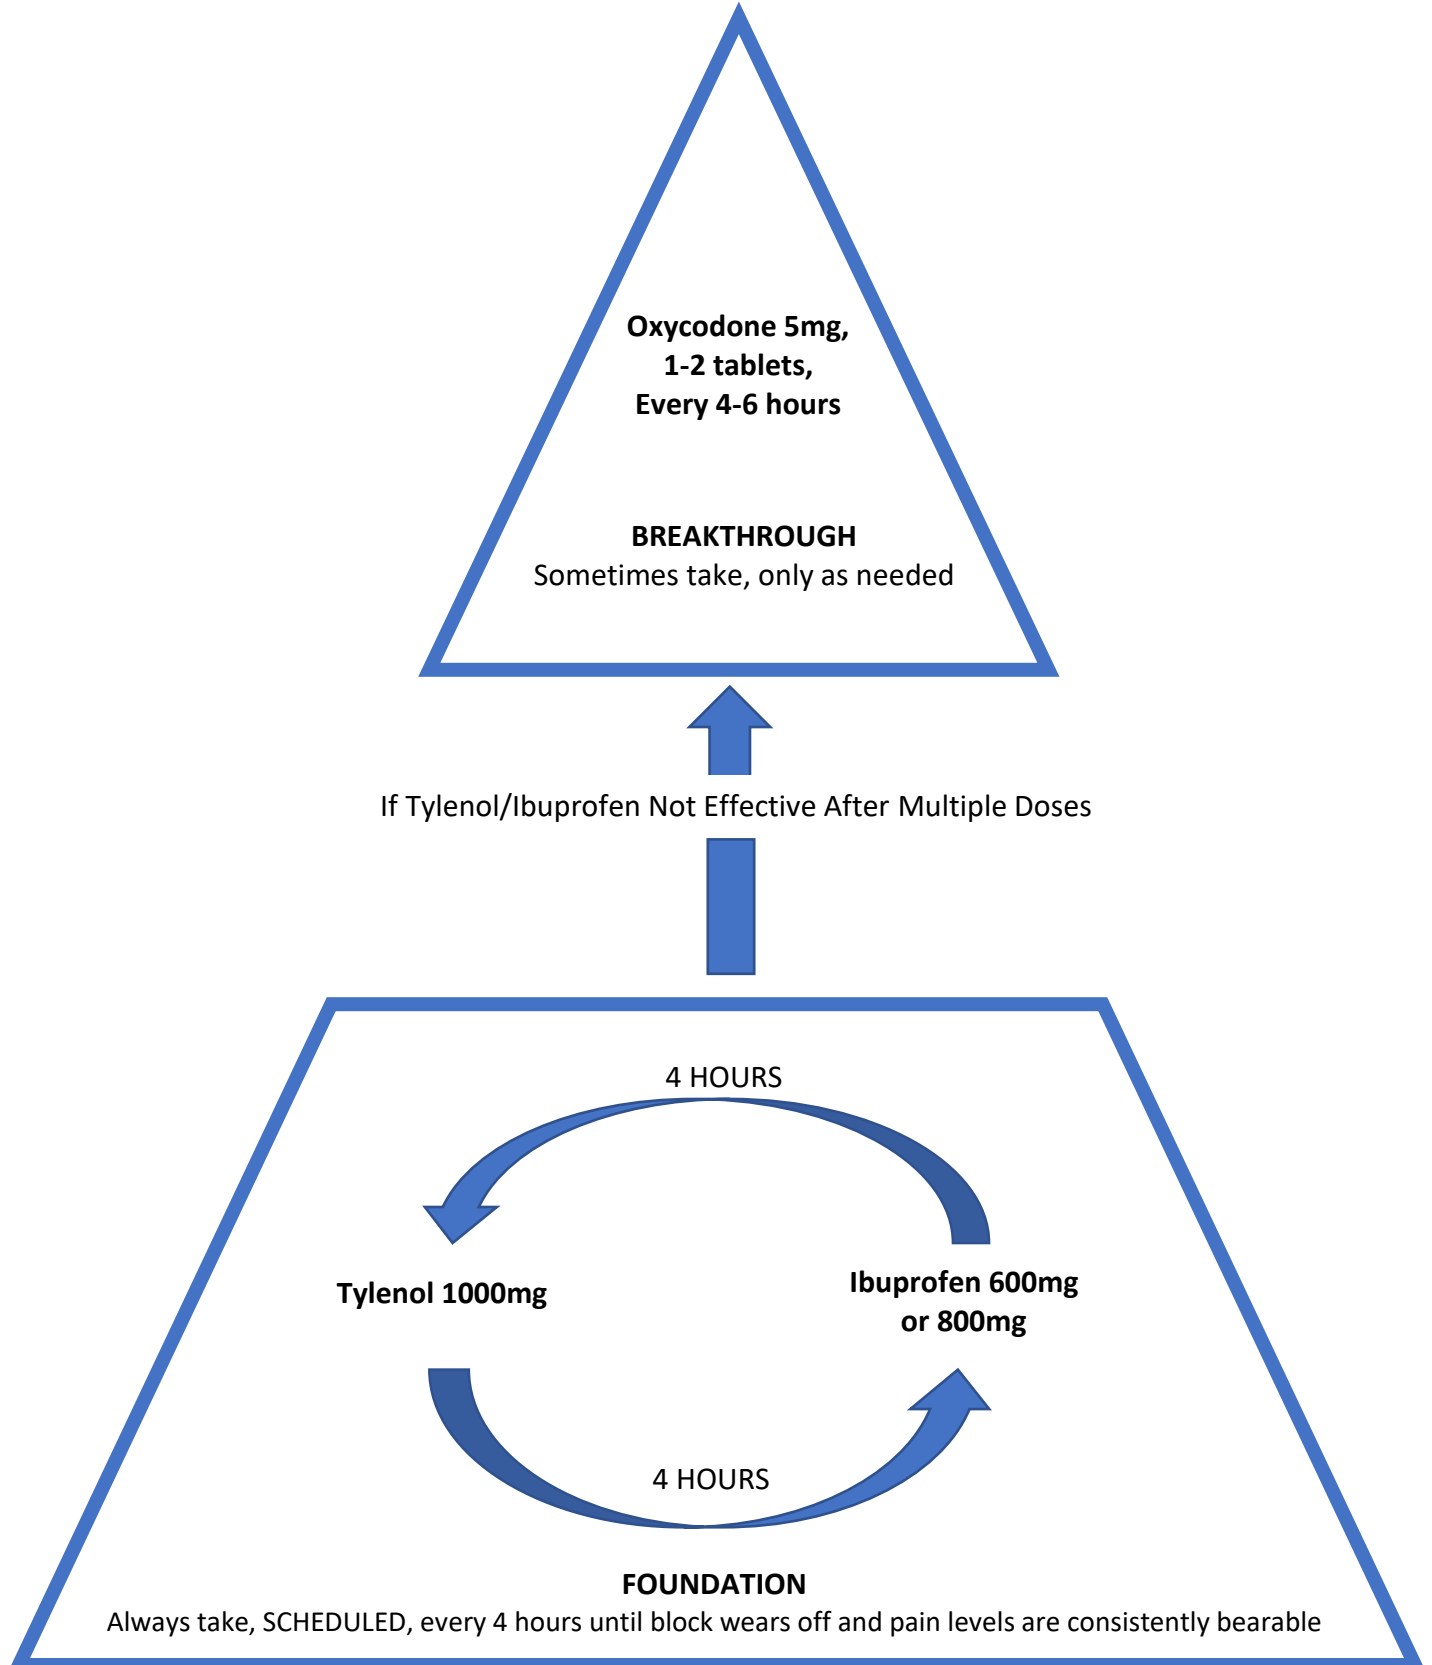 Oxycodone 5mg,
1-2 tablets,
Every 4-6 hours
BREAKTHROUGH
Sometimes take, only as needed
If Tylenol/Ibuprofen Not Effective After Multiple Doses
4 HOURS
Tylenol 1000mg
Ibuprofen 600mg
or 800mg
4 HOURS
FOUNDATION
Always take, SCHEDULED, every 4 hours until block wears off and pain levels are consistently bearable